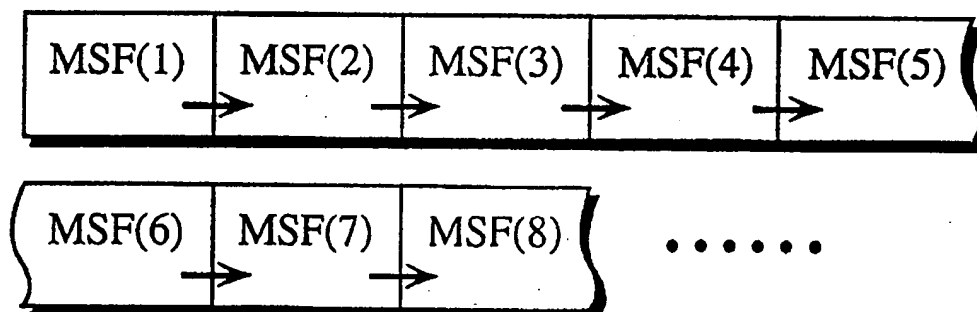 MSF(1) MSF(2) MSF(3) MSF(4) MSF(5)
MSF(6) MSF(7) MSF(8) ••••••